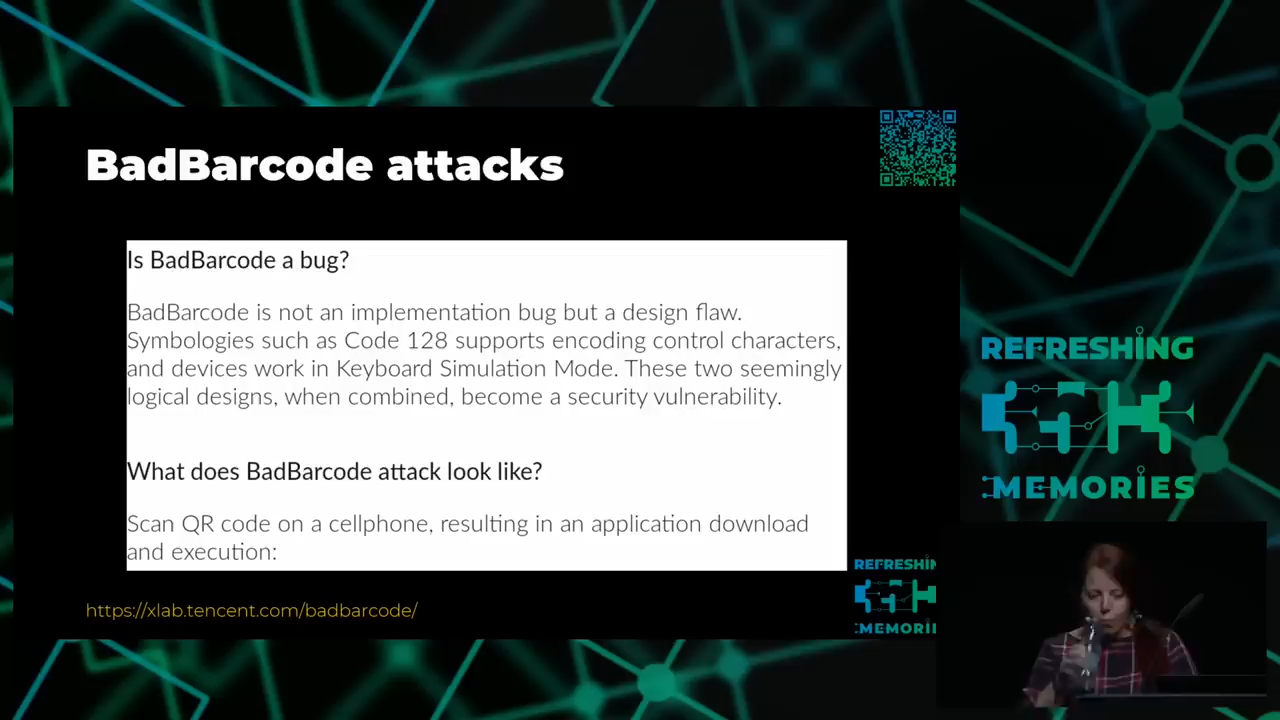 BadBarcode attacks
Is BadBarcode a bug?
BadBarcode is not an implementation bug but a design flaw.
Symbologies such as Code 128 supports encoding control characters,
and devices work in Keyboard Simulation Mode. These two seemingly
logical designs, when combined, become a security vulnerability.
What does BadBarcode attack look like?
Scan QR code on a cellphone, resulting in an application download
and execution:
https://xlab.tencent.com/badbarcode/
REFRESHIN
:MEMORI
REFRESHING
:MEMORIES